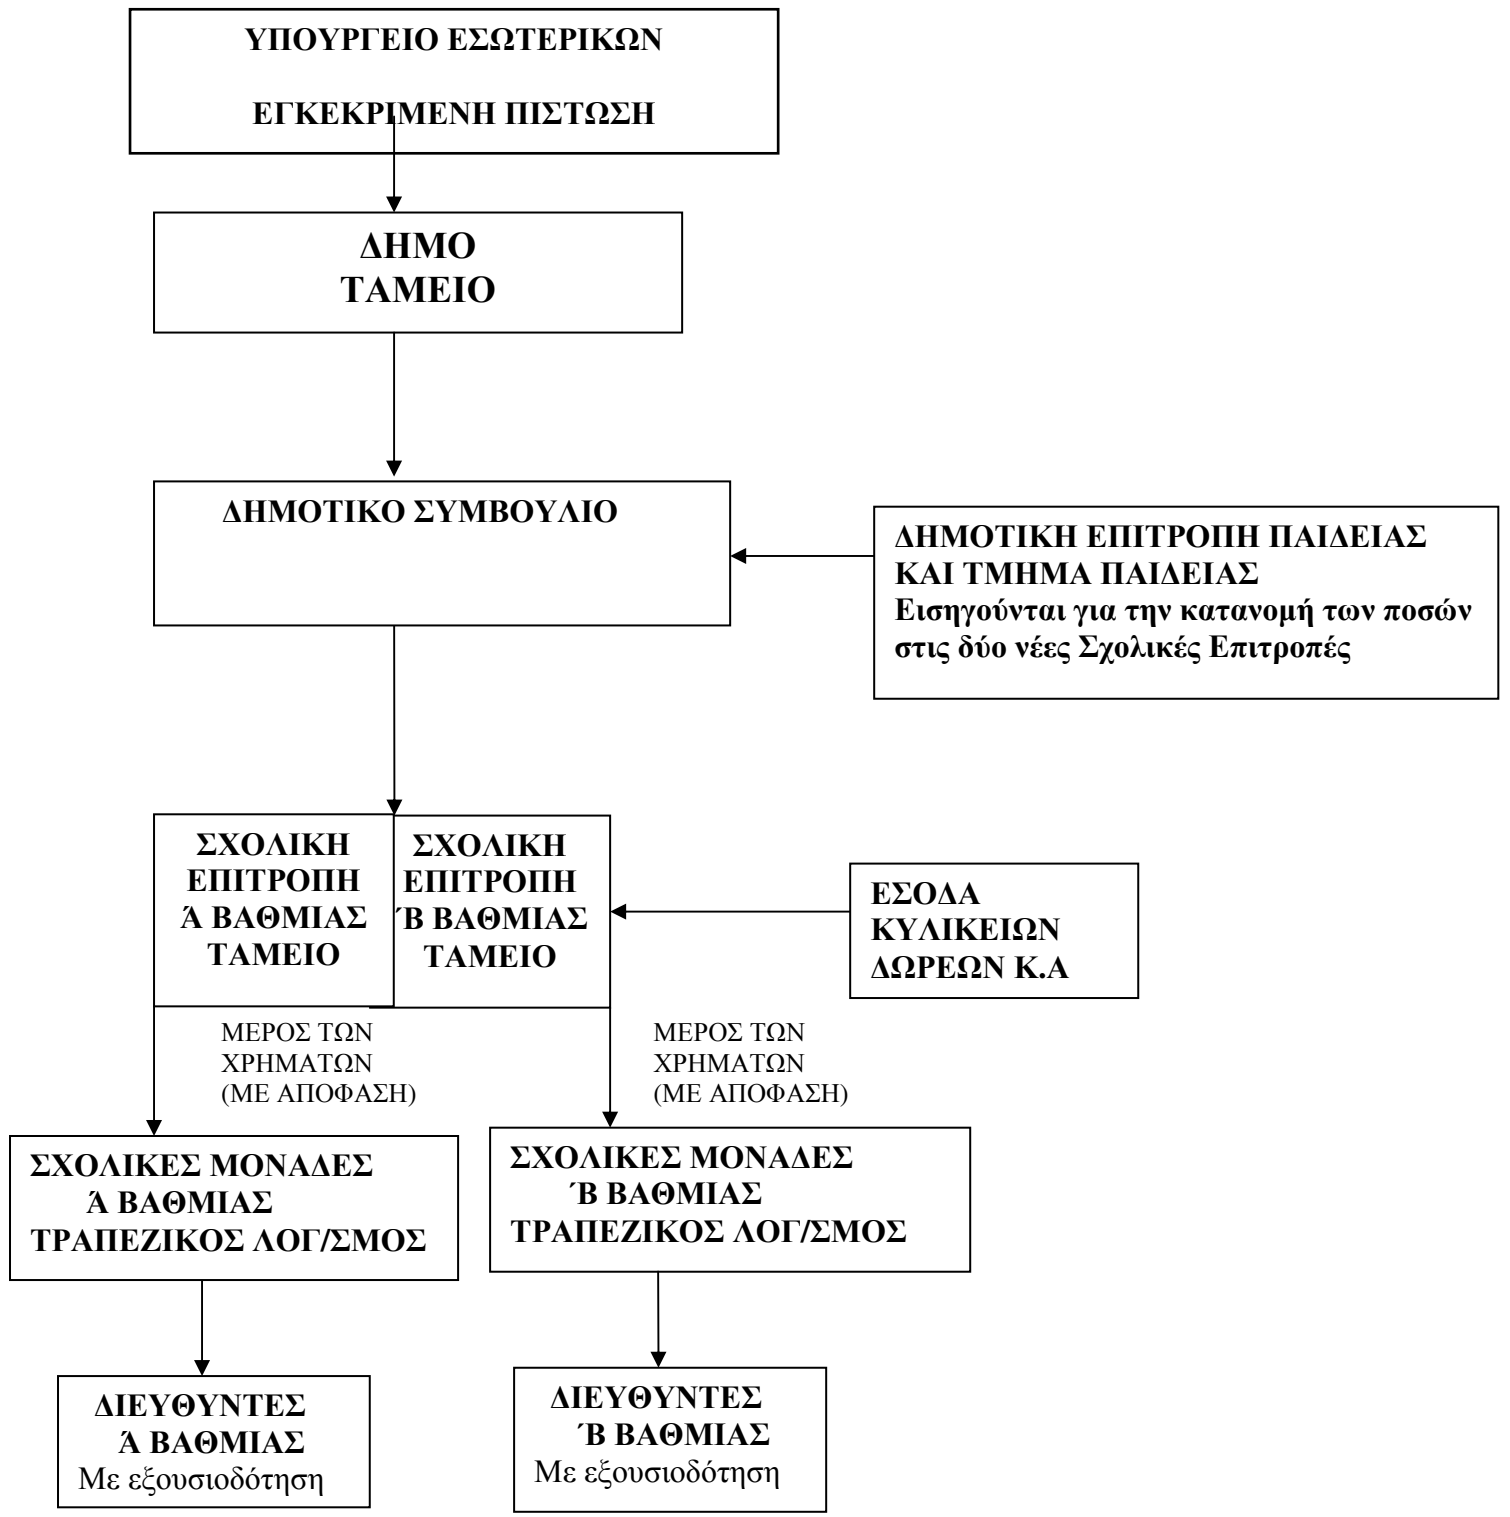 ΥΠΟΥΡΓΕΙΟ ΕΣΩΤΕΡΙΚΩΝ
ΕΓΚΕΚΡΙΜΕΝΗ ΠΙΣΤΩΣΗ
ΔΗΜΟ
ΤΑΜΕΙΟ
ΔΗΜΟΤΙΚΟ ΣΥΜΒΟΥΛΙΟ
ΔΗΜΟΤΙΚΗ ΕΠΙΤΡΟΠΗ ΠΑΙΔΕΙΑΣ
ΚΑΙ ΤΜΗΜΑ ΠΑΙΔΕΙΑΣ
Εισηγούνται για την κατανομή των ποσών
στις δύο νέες Σχολικές Επιτροπές
ΣΧΟΛΙΚΗ
ΕΠΙΤΡΟΠΗ
Ά ΒΑΘΜΙΑΣ
ΤΑΜΕΙΟ
ΣΧΟΛΙΚΗ
ΕΠΙΤΡΟΠΗ
΄Β ΒΑΘΜΙΑΣ
ΤΑΜΕΙΟ
ΕΣΟΔΑ
ΚΥΛΙΚΕΙΩΝ
ΔΩΡΕΩΝ Κ.Α
ΜΕΡΟΣ ΤΩΝ
ΧΡΗΜΑΤΩΝ
(ΜΕ ΑΠΟΦΑΣΗ)
ΜΕΡΟΣ ΤΩΝ
ΧΡΗΜΑΤΩΝ
(ΜΕ ΑΠΟΦΑΣΗ)
ΣΧΟΛΙΚΕΣ ΜΟΝΑΔΕΣ
Ά ΒΑΘΜΙΑΣ
ΤΡΑΠΕΖΙΚΟΣ ΛΟΓ/ΣΜΟΣ
ΣΧΟΛΙΚΕΣ ΜΟΝΑΔΕΣ
΄Β ΒΑΘΜΙΑΣ
ΤΡΑΠΕΖΙΚΟΣ ΛΟΓ/ΣΜΟΣ
ΔΙΕΥΘΥΝΤΕΣ
Ά ΒΑΘΜΙΑΣ
Με εξουσιοδότηση
ΔΙΕΥΘΥΝΤΕΣ
΄Β ΒΑΘΜΙΑΣ
Με εξουσιοδότηση